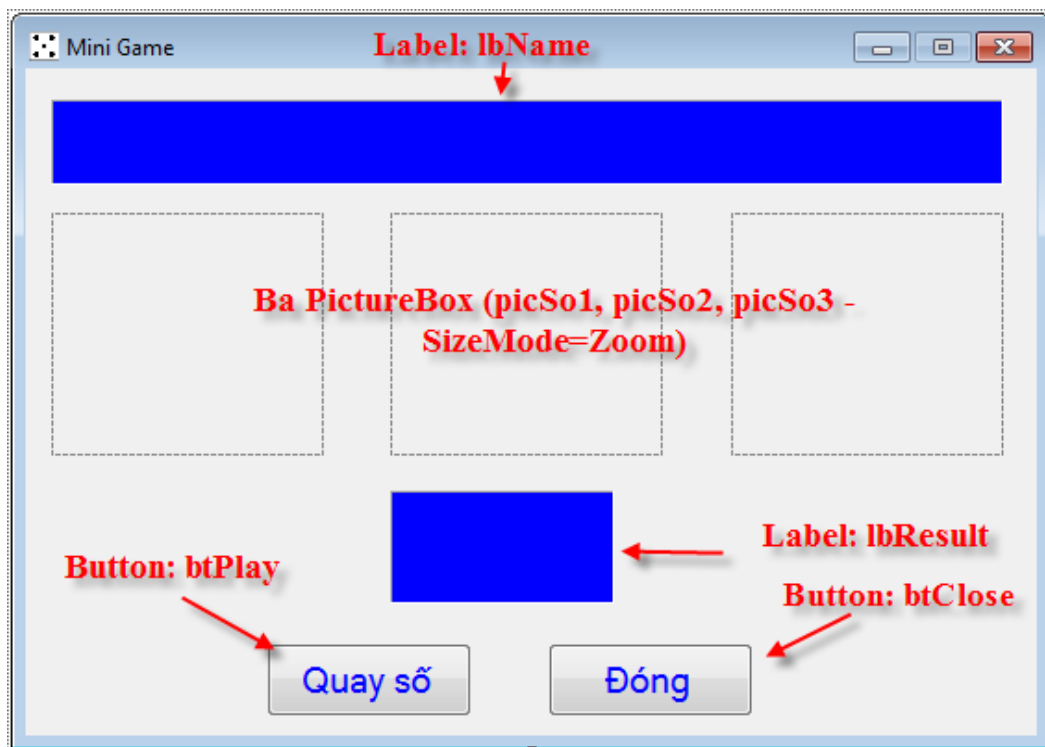 Mini Game
Label: lbName
Ba PictureBox (picSo1, picSo2, picSo3 -
SizeMode=Zoom)
Label: lbResult
Button: btPlay
Button: btClose
Quay số
Đóng